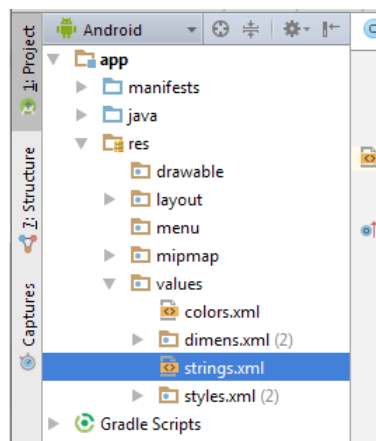 Android
1: Project
7: Structure
Captures
app
manifests
java
res
drawable
layout
menu
mipmap
values
colors.xml
dimens.xml (2)
strings.xml
styles.xml (2)
Gradle Scripts